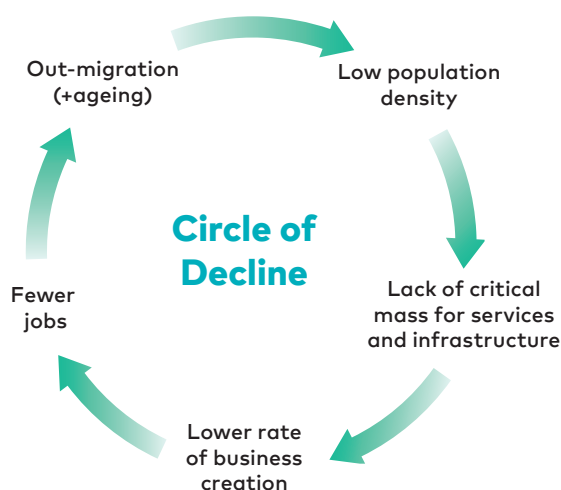 Out-migration
(+ageing)
Low population
density
Circle of
Decline
Lack of critical
mass for services
and infrastructure
Fewer
jobs
Lower rate
of business
creation